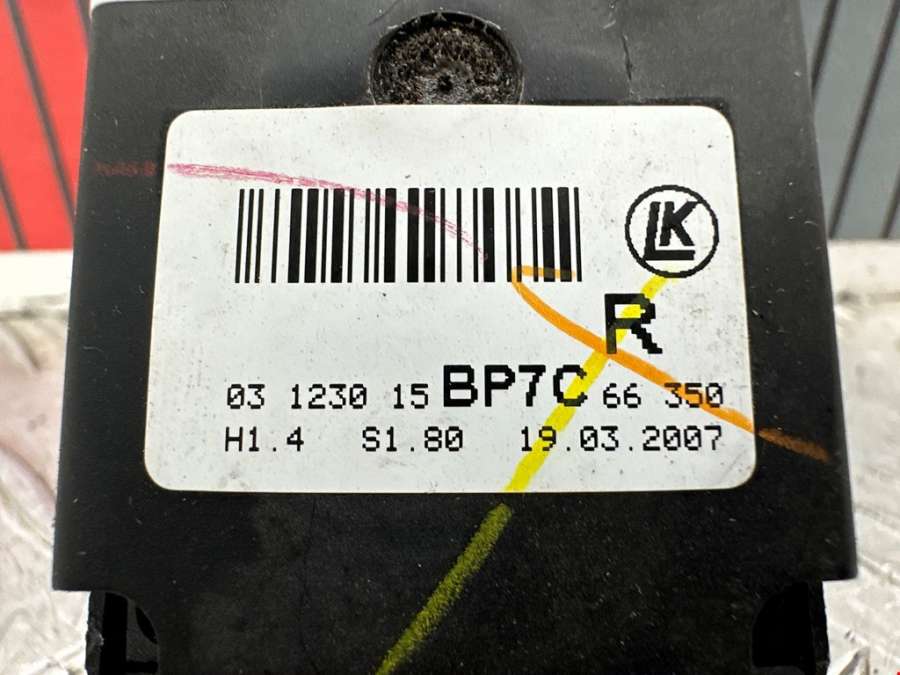 LK
R
03 1230 15 BP7C 66 350
H1.4 S1.80 19.03.2007